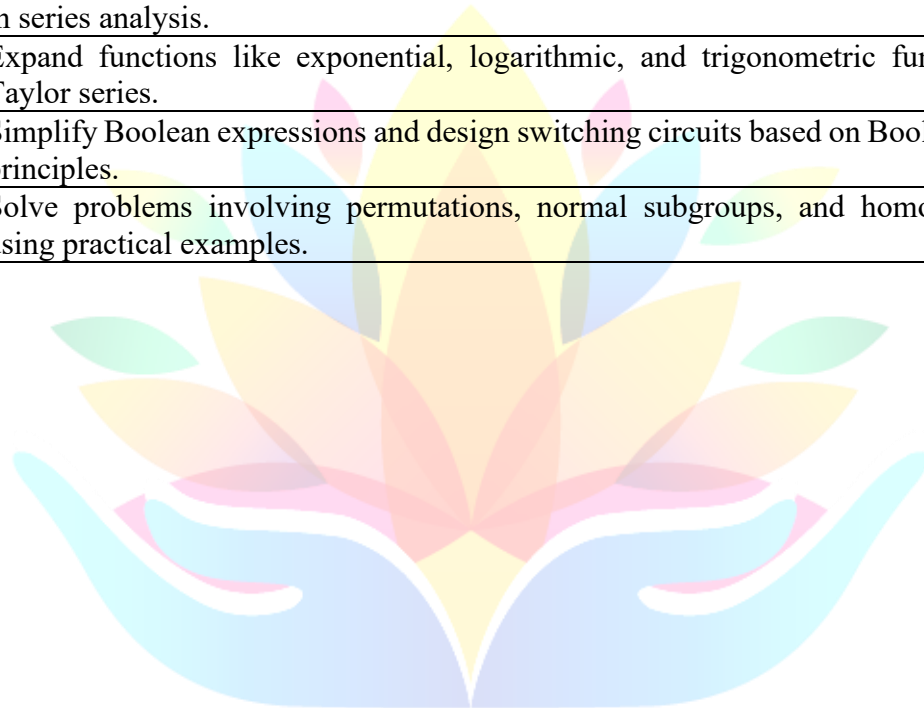 n series analysis.
Expand functions like exponential, logarithmic, and trigonometric fun
Taylor series.
Simplify Boolean expressions and design switching circuits based on Bool
principles.
Solve problems involving permutations, normal subgroups, and homo
using practical examples.